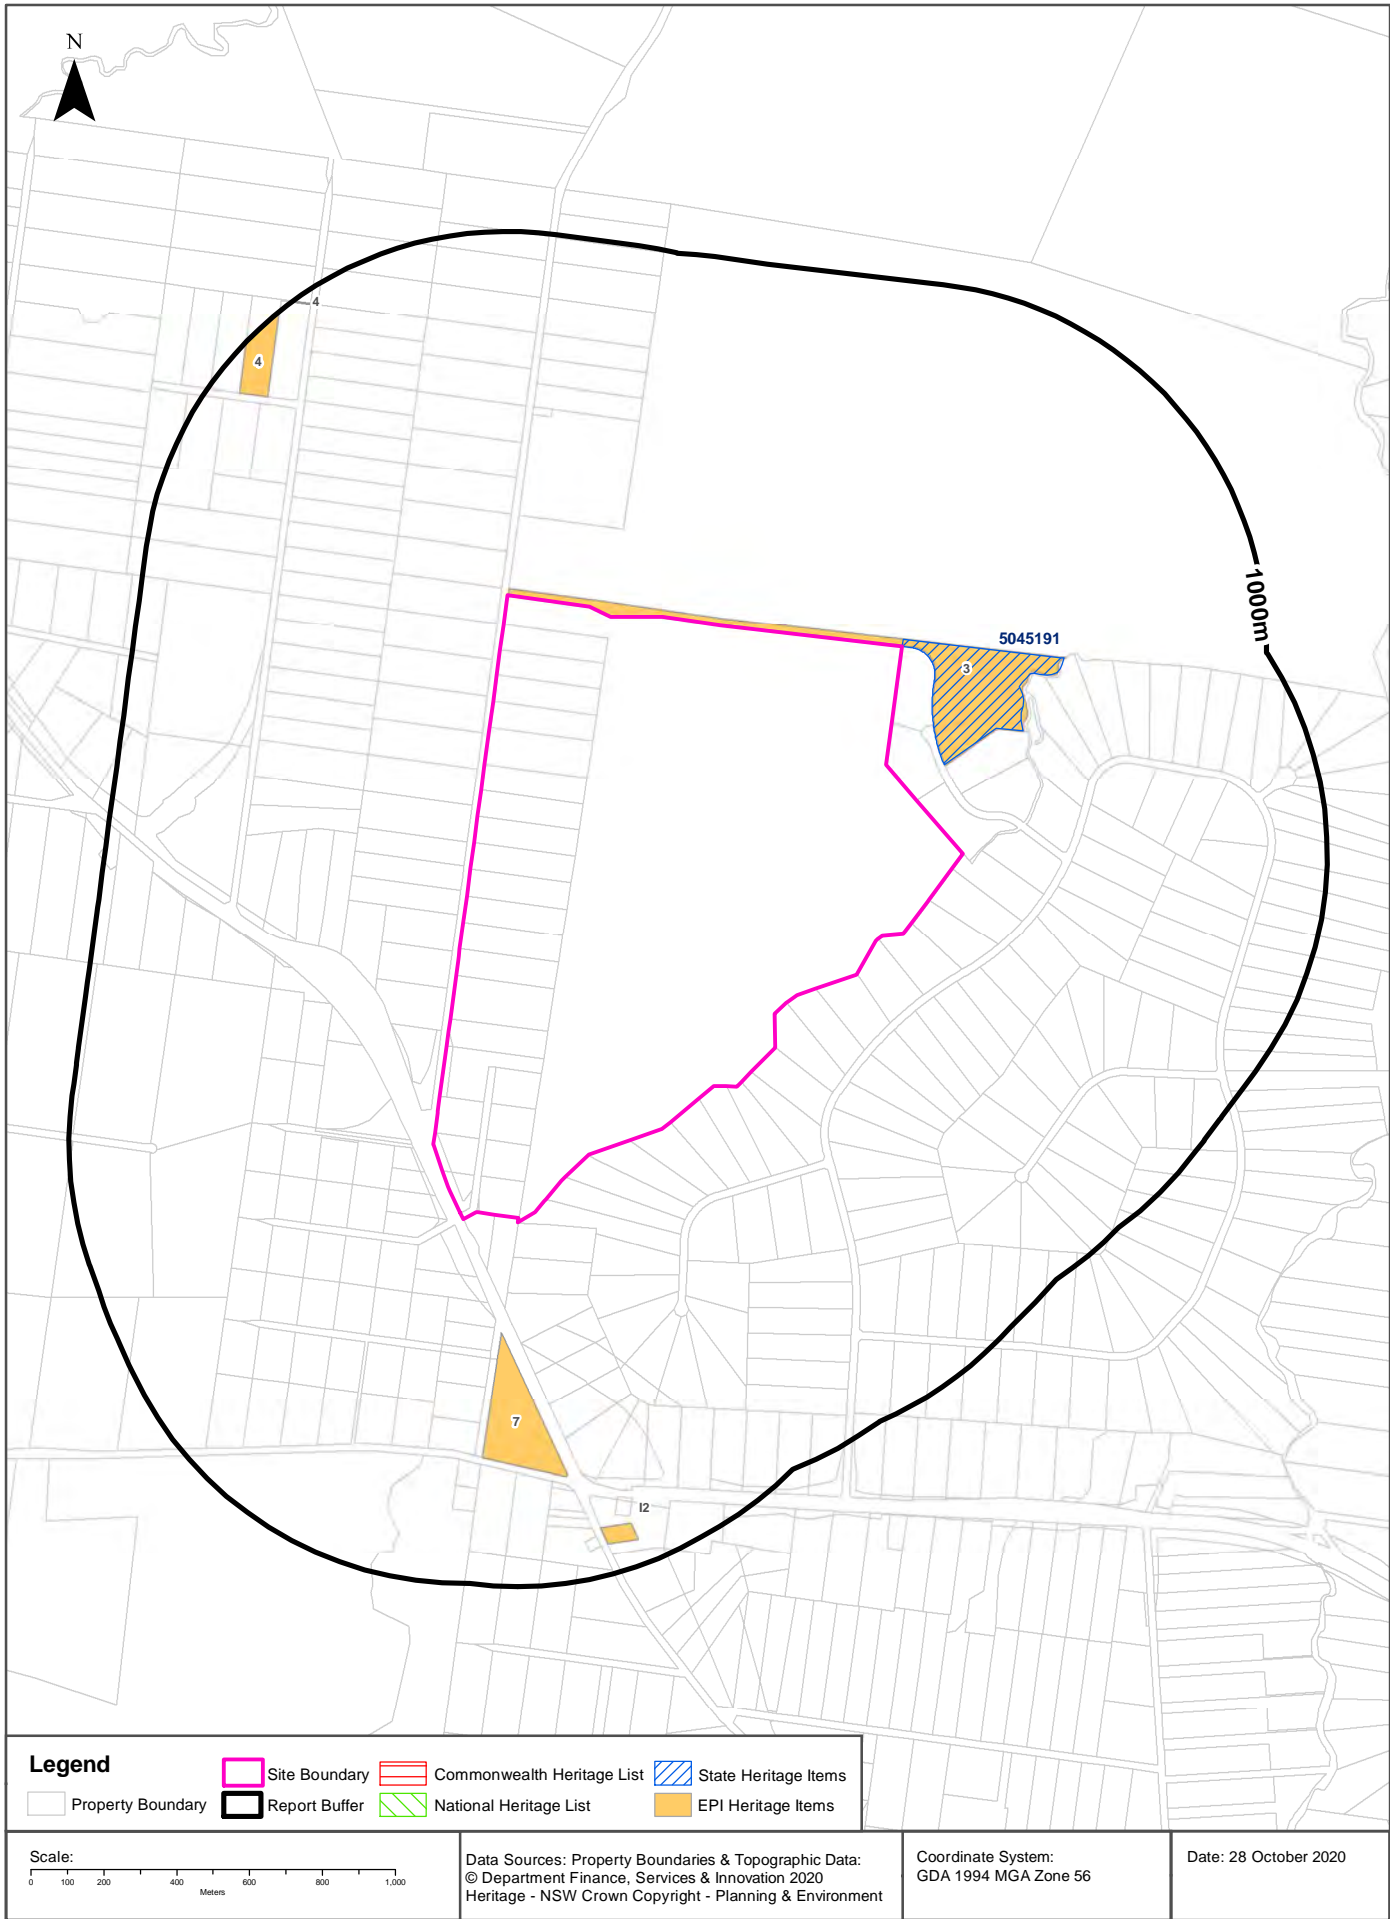 N
4
4
1000m
5045191
3
7
I2
Legend
Property Boundary
Site Boundary
Report Buffer
Commonwealth Heritage List
National Heritage List
State Heritage Items
EPI Heritage Items
Scale:
0 100 200 400 600 800 1,000
Meters
Data Sources: Property Boundaries & Topographic Data:
© Department Finance, Services & Innovation 2020
Heritage - NSW Crown Copyright - Planning & Environment
Coordinate System:
GDA 1994 MGA Zone 56
Date: 28 October 2020